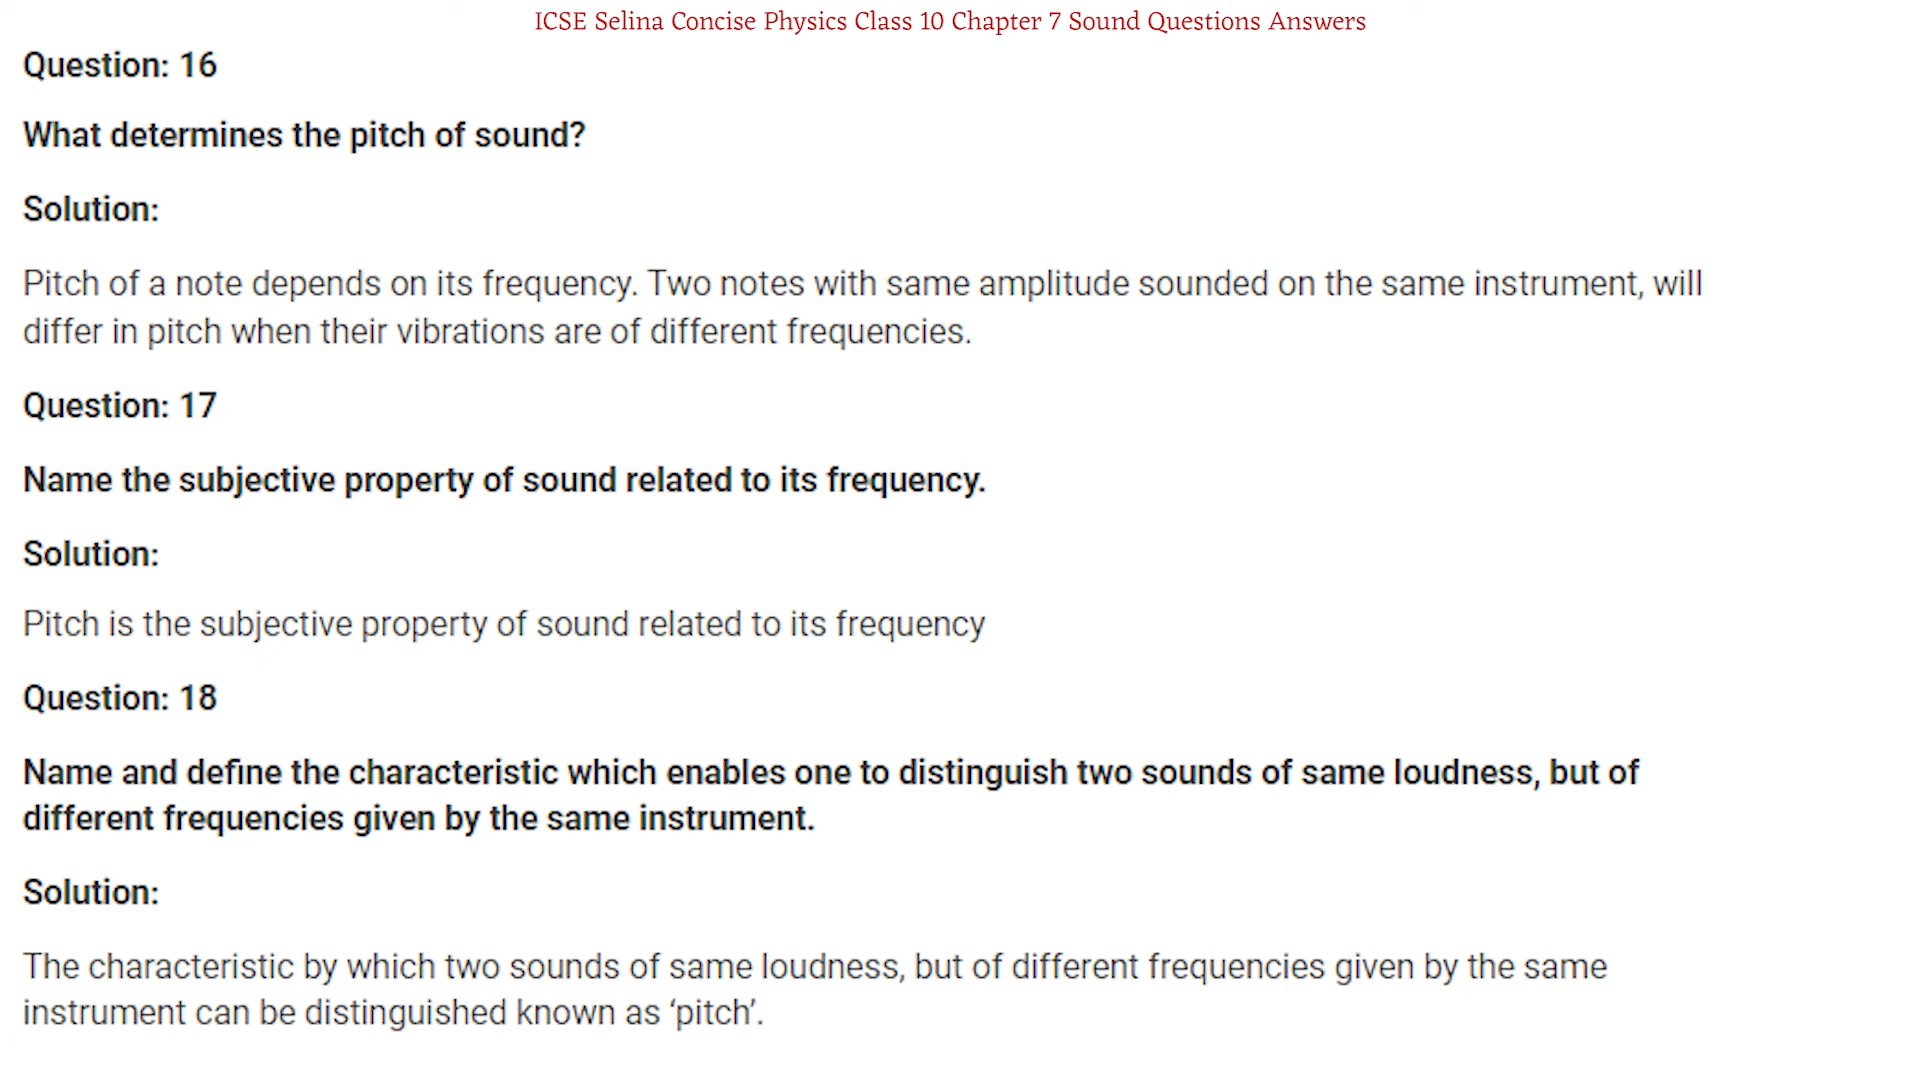 ICSE Selina Concise Physics Class 10 Chapter 7 Sound Questions Answers
Question: 16
What determines the pitch of sound?
Solution:
Pitch of a note depends on its frequency. Two notes with same amplitude sounded on the same instrument, will
differ in pitch when their vibrations are of different frequencies.
Question: 17
Name the subjective property of sound related to its frequency.
Solution:
Pitch is the subjective property of sound related to its frequency
Question: 18
Name and define the characteristic which enables one to distinguish two sounds of same loudness, but of
different frequencies given by the same instrument.
Solution:
The characteristic by which two sounds of same loudness, but of different frequencies given by the same
instrument can be distinguished known as ‘pitch’.